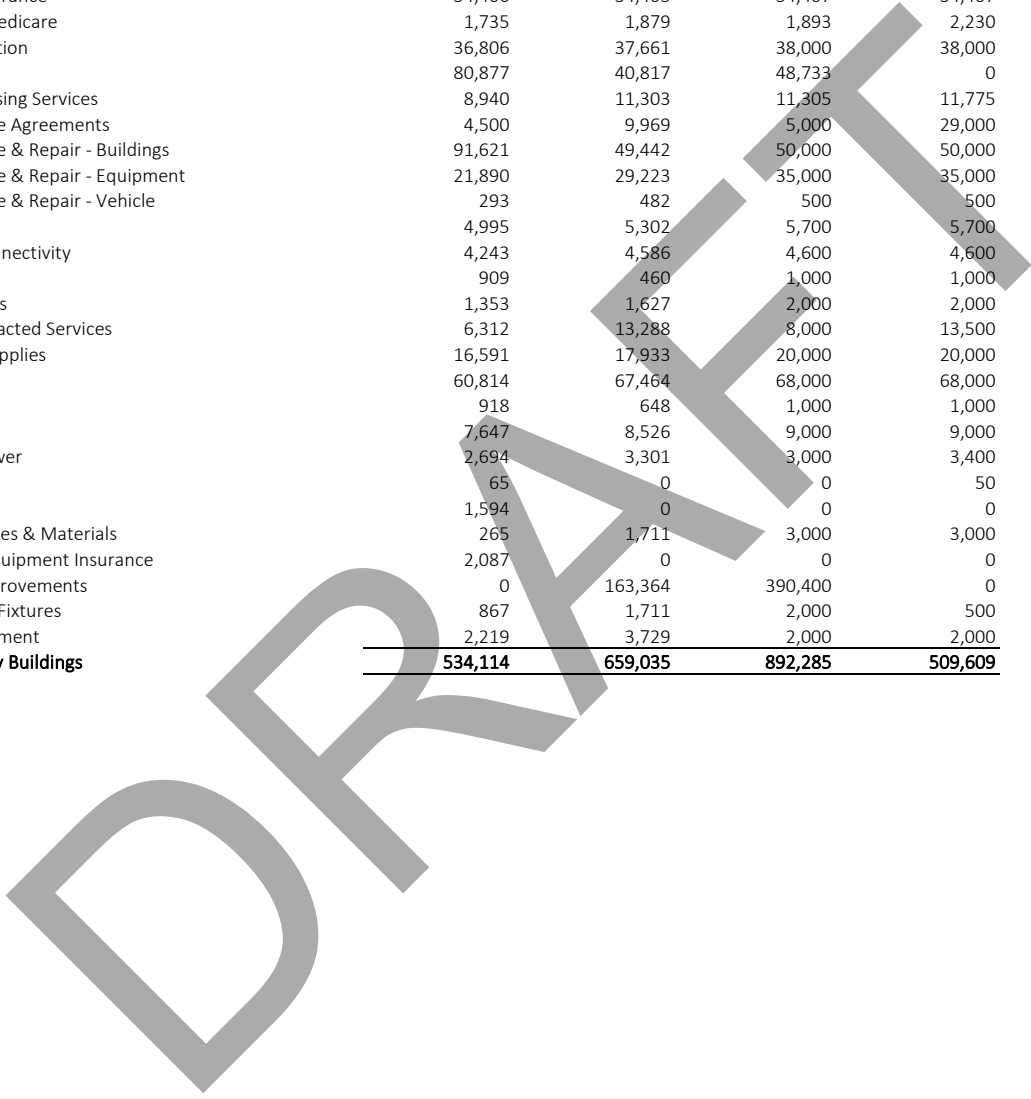 edicare 1,735 1,879 1,893 2,230
tion 36,806 37,661 38,000 38,000
80,877 40,817 48,733 0
sing Services 8,940 11,303 11,305 11,775
e Agreements 4,500 9,969 5,000 29,000
e & Repair - Buildings 91,621 49,442 50,000 50,000
e & Repair - Equipment 21,890 29,223 35,000 35,000
e & Repair - Vehicle 293 482 500 500
4,995 5,302 5,700 5,700
nectivity 4,243 4,586 4,600 4,600
909 460 1,000 1,000
s 1,353 1,627 2,000 2,000
acted Services 6,312 13,288 8,000 13,500
pplies 16,591 17,933 20,000 20,000
60,814 67,464 68,000 68,000
918 648 1,000 1,000
7,647 8,526 9,000 9,000
wer 2,694 3,301 3,000 3,400
65 0 0 50
1,594 0 0 0
es & Materials 265 1,711 3,000 3,000
uipment Insurance 2,087 0 0 0
rovements 0 163,364 390,400 0
Fixtures 867 1,711 2,000 500
ment 2,219 3,729 2,000 2,000
y Buildings 534,114 659,035 892,285 509,609
DRAFT